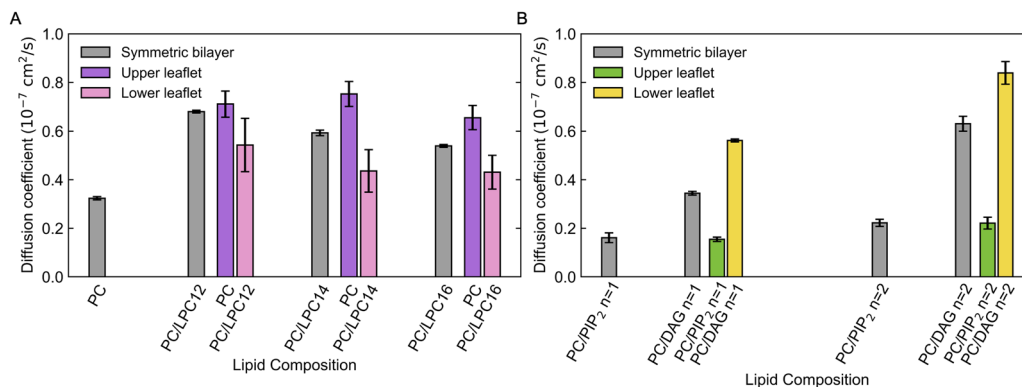 A
Diffusion coefficient (10⁻⁷ cm²/s)
1.0
0.8
0.6
0.4
0.2
0.0
Symmetric bilayer
Upper leaflet
Lower leaflet
PC
PC/LPC12
PC
PC/LPC12
PC/LPC14
PC
PC/LPC14
PC/LPC16
PC
PC/LPC16
Lipid Composition
B
Diffusion coefficient (10⁻⁷ cm²/s)
1.0
0.8
0.6
0.4
0.2
0.0
Symmetric bilayer
Upper leaflet
Lower leaflet
PC/PIP₂ n=1
PC/DAG n=1
PC/PIP₂ n=1
PC/DAG n=1
PC/PIP₂ n=2
PC/DAG n=2
PC/PIP₂ n=2
PC/DAG n=2
Lipid Composition